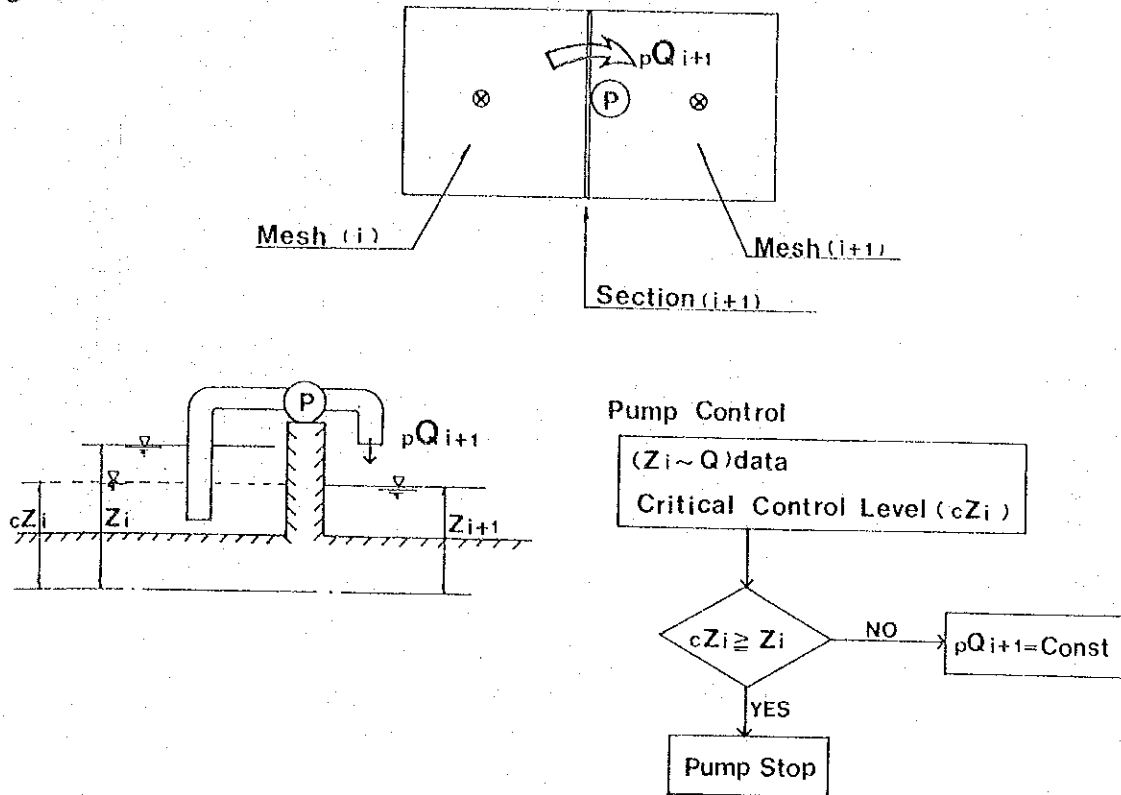 pQi+1
P
Mesh (i)
Mesh (i+1)
Section (i+1)
P
pQi+1
cZi
Zi
Zi+1
Pump Control
(Zi ~ Q) data
Critical Control Level (cZi)
cZi ≧ Zi
NO
pQi+1=Const
YES
Pump Stop